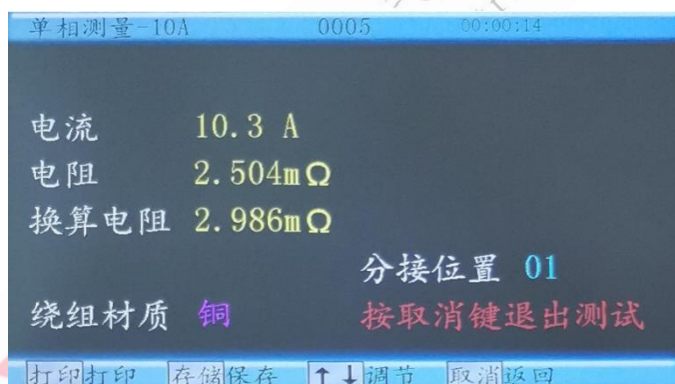 单相测量-10A 0005 00:00:14
电流 10.3 A
电阻 2.504mΩ
换算电阻 2.986mΩ
分接位置 01
绕组材质 铜 按取消键退出测试
打印打印 存储保存 ↑↓调节 取消返回